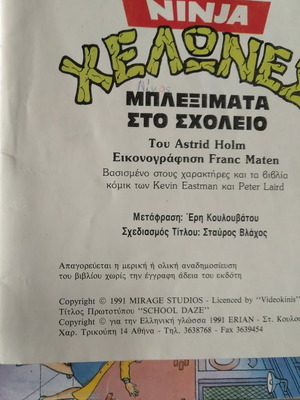 NINJA
ΧΕΛΩΝΕΣ
Νίκος
ΜΠΛΕΞΙΜΑΤΑ
ΣΤΟ ΣΧΟΛΕΙΟ
Του Astrid Holm
Εικονογράφηση Franc Maten
Βασισμένο στους χαρακτήρες και τα βιβλία
κόμικ των Kevin Eastman και Peter Laird
Μετάφραση: Έρη Κουλουβάτου
Σχεδιασμός Τίτλου: Σταύρος Βλάχος
Απαγορεύεται η μερική ή ολική αναδημοσίευση
του βιβλίου χωρίς την έγγραφη άδεια του εκδότη
Copyright © 1991 MIRAGE STUDIOS - Licenced by "Videokinis"
Τίτλος Πρωτοτύπου "SCHOOL DAZE"
Copyright © για την Ελληνική γλώσσα 1991 ERIAN - Στ. Κουλου
Χαρ. Τρικούπη 14 Αθήνα - Τηλ. 3638768 - Fax 3639454